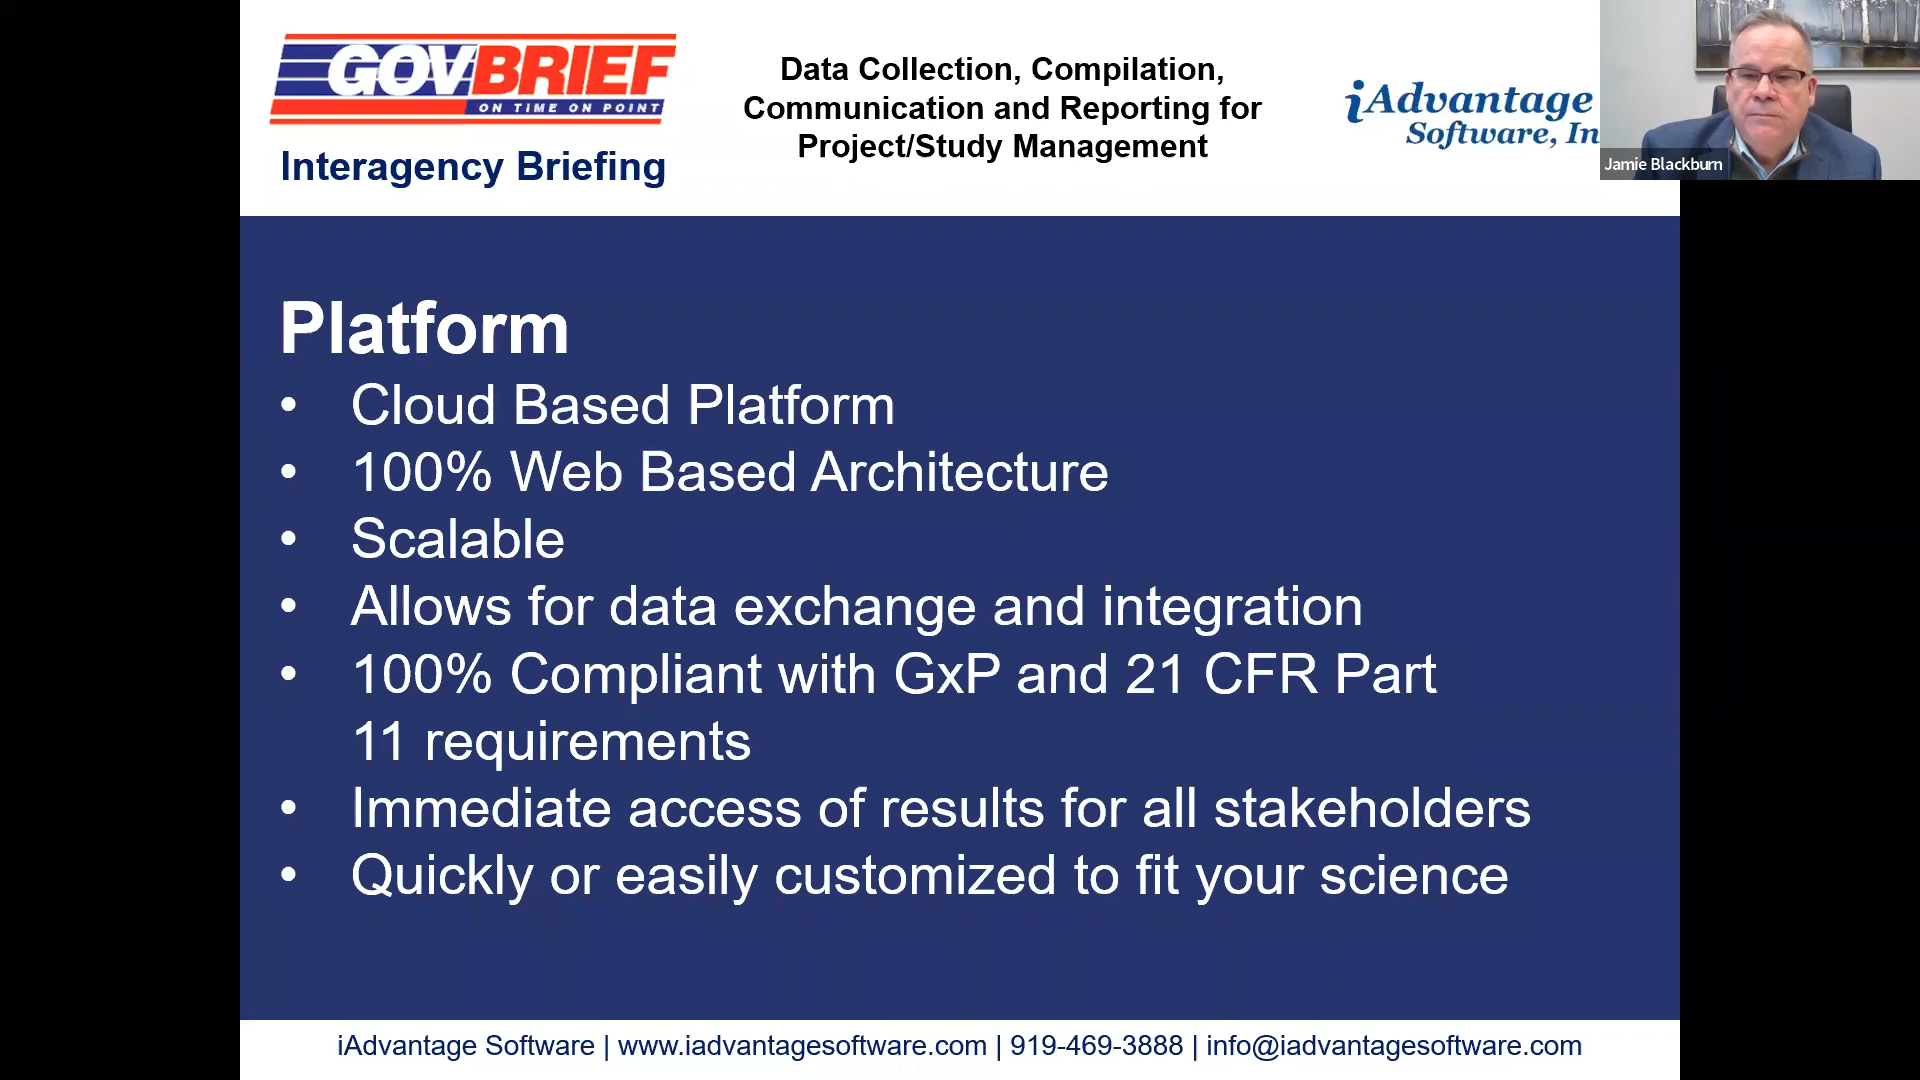 GOVBRIEF
ON TIME ON POINT
Interagency Briefing
Data Collection, Compilation,
Communication and Reporting for
Project/Study Management
iAdvantage
Software, In
Jamie Blackburn
Platform
• Cloud Based Platform
• 100% Web Based Architecture
• Scalable
• Allows for data exchange and integration
• 100% Compliant with GxP and 21 CFR Part
11 requirements
• Immediate access of results for all stakeholders
• Quickly or easily customized to fit your science
iAdvantage Software | www.iadvantagesoftware.com | 919-469-3888 | info@iadvantagesoftware.com